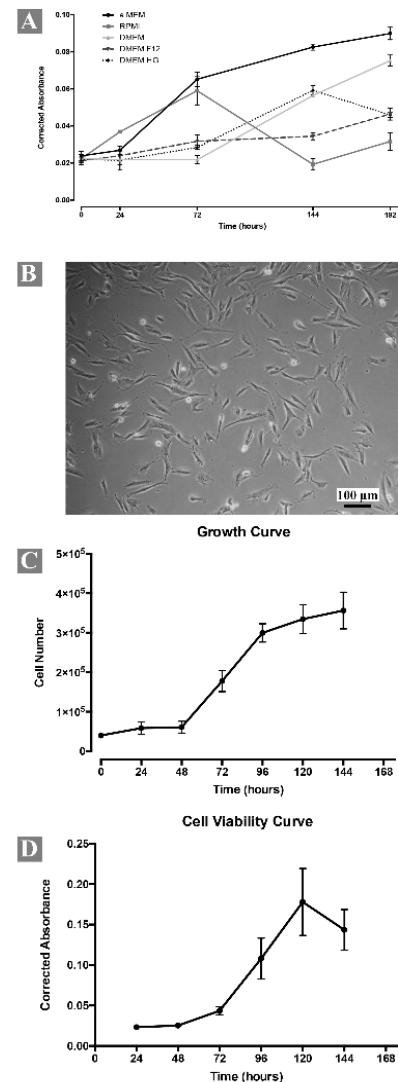 A
α MEM
RPMI
DMEM
DMEM F12
DMEM HG
0.10
0.08
0.06
0.04
0.02
0.00
Corrected Absorbance
0 24 72 144 192
Time (hours)
B
100 µm
Growth Curve
C
5×10⁵
4×10⁵
3×10⁵
2×10⁵
1×10⁵
0
Cell Number
0 24 48 72 96 120 144 168
Time (hours)
Cell Viability Curve
D
0.25
0.20
0.15
0.10
0.05
0.00
Corrected Absorbance
0 24 48 72 96 120 144 168
Time (hours)